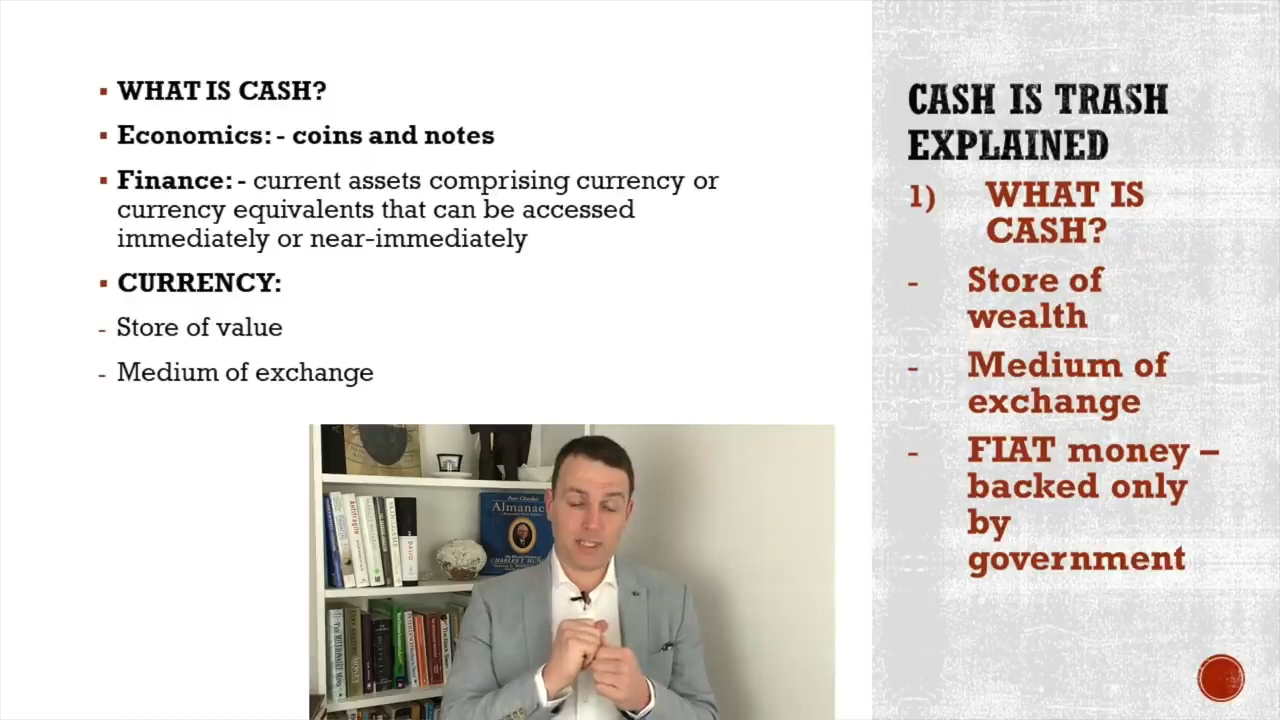 WHAT IS CASH?
Economics: - coins and notes
Finance: - current assets comprising currency or
currency equivalents that can be accessed
immediately or near-immediately
CURRENCY:
- Store of value
- Medium of exchange
CASH IS TRASH
EXPLAINED
1) WHAT IS
CASH?
- Store of
wealth
- Medium of
exchange
- FIAT money –
backed only
by
government
Almanac